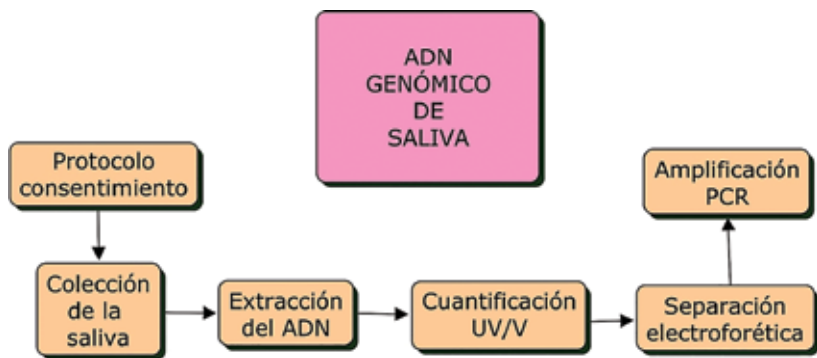 ADN
GENÓMICO
DE
SALIVA
Protocolo
consentimiento
Colección
de la
saliva
Extracción
del ADN
Cuantificación
UV/V
Separación
electroforética
Amplificación
PCR